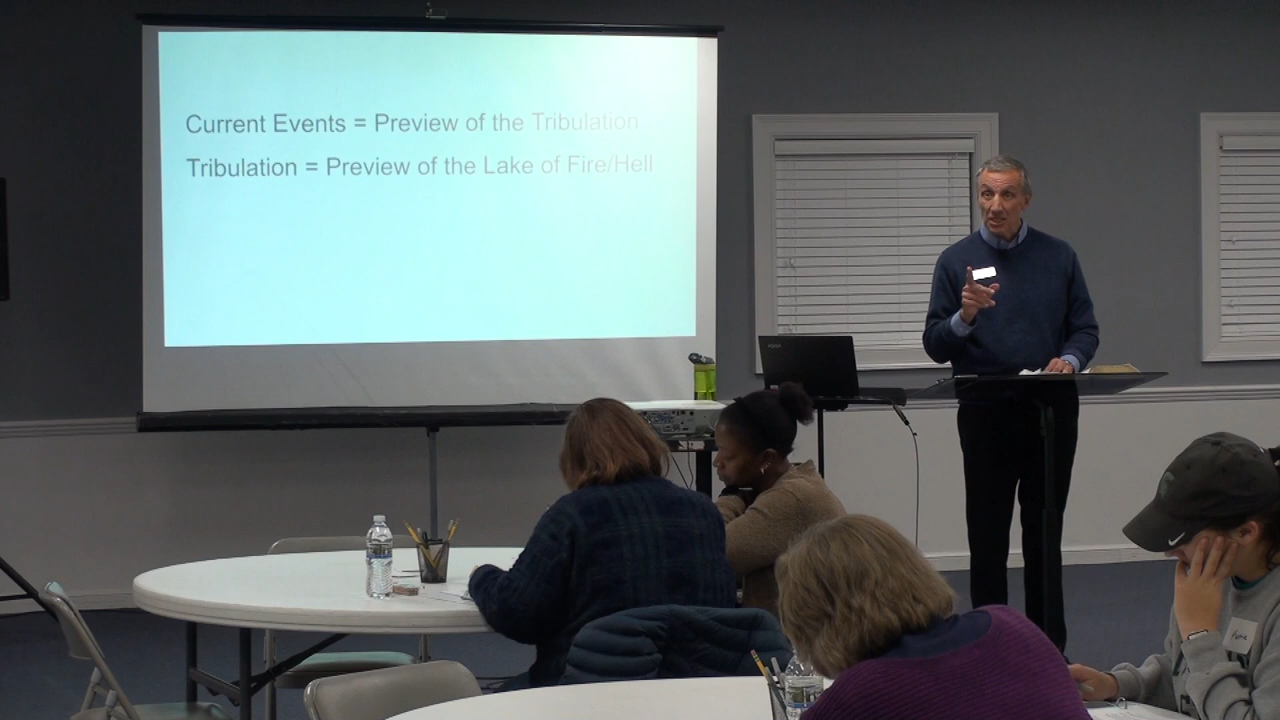 Current Events = Preview of the Tribulation
Tribulation = Preview of the Lake of Fire/Hell